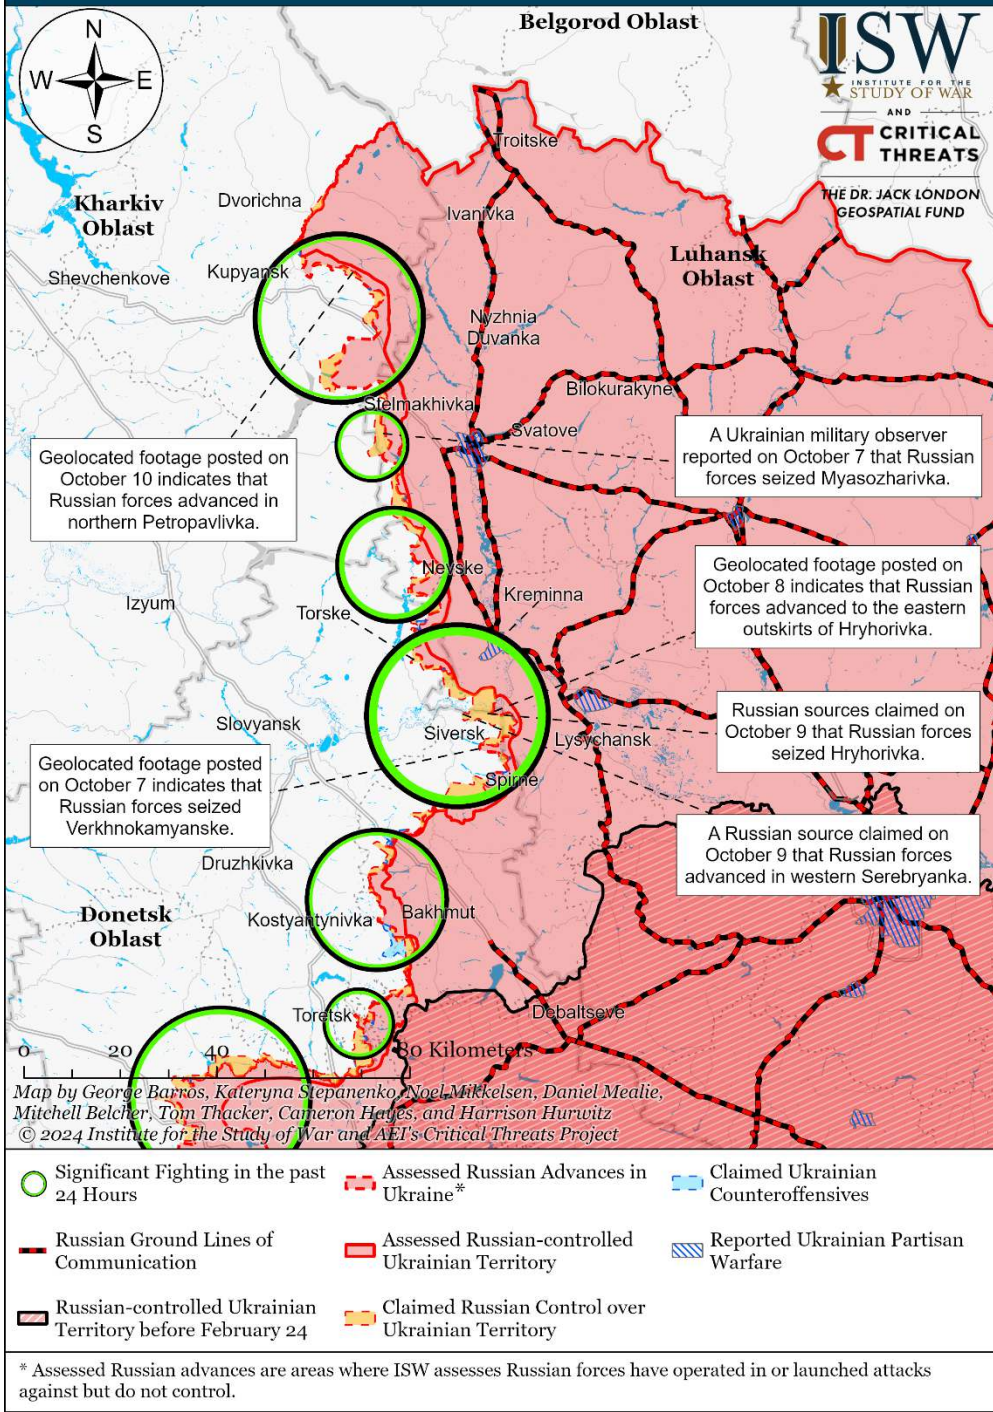 Belgorod Oblast
N
W E
S
ISW
INSTITUTE FOR THE
STUDY OF WAR
AND
CT CRITICAL
THREATS
THE DR. JACK LONDON
GEOSPATIAL FUND
Troitske
Dvorichna
Kharkiv
Oblast
Ivanivka
Luhansk
Oblast
Shevchenkove
Kupyansk
Nyzhnia
Duvanka
Bilokurakyne
Stelmakhivka
Svatove
Geolocated footage posted on
October 10 indicates that
Russian forces advanced in
northern Petropavlivka.
A Ukrainian military observer
reported on October 7 that Russian
forces seized Myasozharivka.
Nevske
Geolocated footage posted on
October 8 indicates that Russian
forces advanced to the eastern
outskirts of Hryhorivka.
Izyum
Torske
Kreminna
Slovyansk
Siversk
Lysychansk
Russian sources claimed on
October 9 that Russian forces
seized Hryhorivka.
Geolocated footage posted
on October 7 indicates that
Russian forces seized
Verkhnokamyanske.
Spirne
A Russian source claimed on
October 9 that Russian forces
advanced in western Serebryanka.
Druzhkivka
Donetsk
Oblast
Kostyantynivka
Bakhmut
Toretsk
Debaltseve
0 20 40 80 Kilometers
Map by George Barros, Kateryna Stepanenko, Noel Mikkelsen, Daniel Mealie,
Mitchell Belcher, Tom Thacker, Cameron Hayes, and Harrison Hurwitz
© 2024 Institute for the Study of War and AEI's Critical Threats Project
Significant Fighting in the past
24 Hours
Russian Ground Lines of
Communication
Russian-controlled Ukrainian
Territory before February 24
Assessed Russian Advances in
Ukraine*
Assessed Russian-controlled
Ukrainian Territory
Claimed Russian Control over
Ukrainian Territory
Claimed Ukrainian
Counteroffensives
Reported Ukrainian Partisan
Warfare
* Assessed Russian advances are areas where ISW assesses Russian forces have operated in or launched attacks
against but do not control.